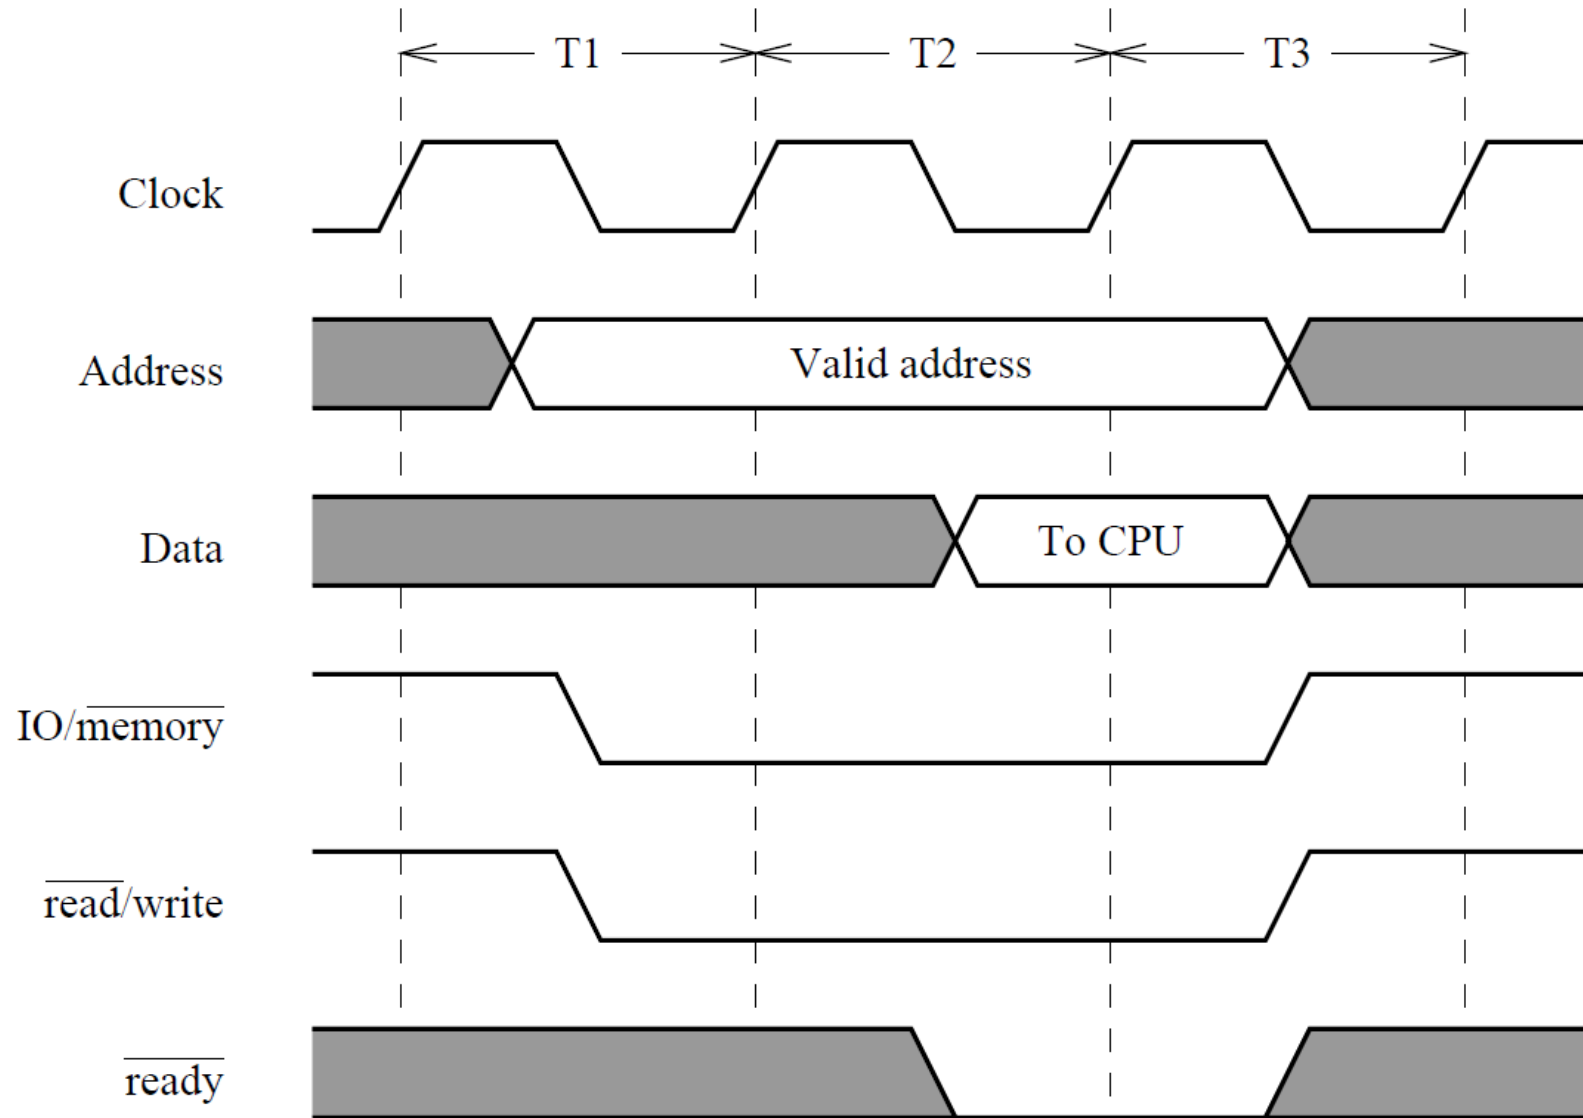 T1 T2 T3
Clock
Address Valid address
Data To CPU
IO/memory
read/write
ready